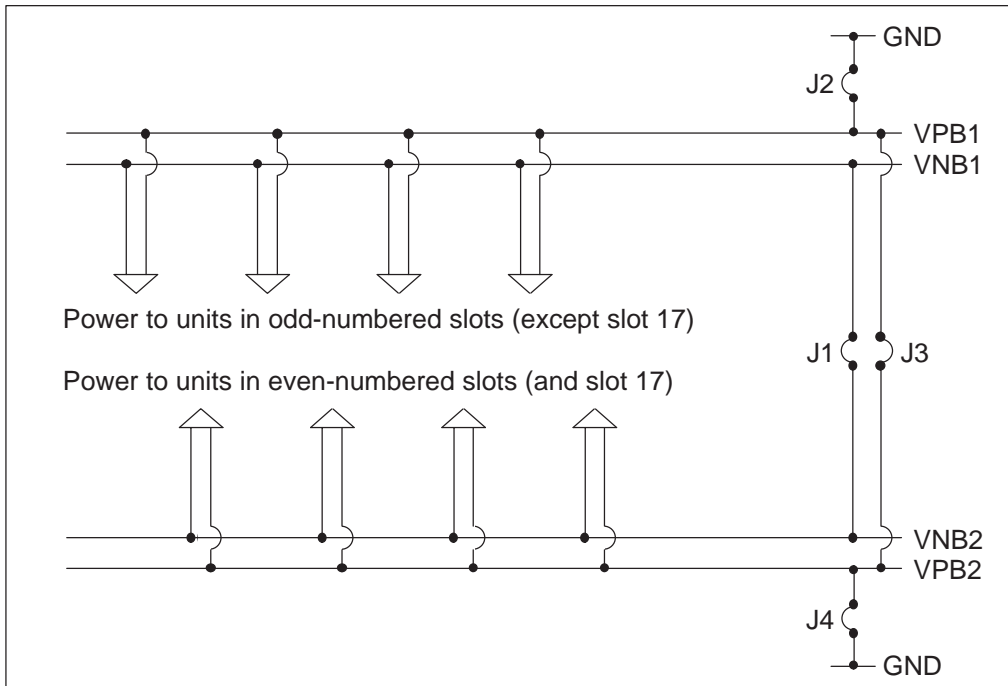 GND
J2
VPB1
VNB1
Power to units in odd-numbered slots (except slot 17)
J1 J3
Power to units in even-numbered slots (and slot 17)
VNB2
VPB2
J4
GND